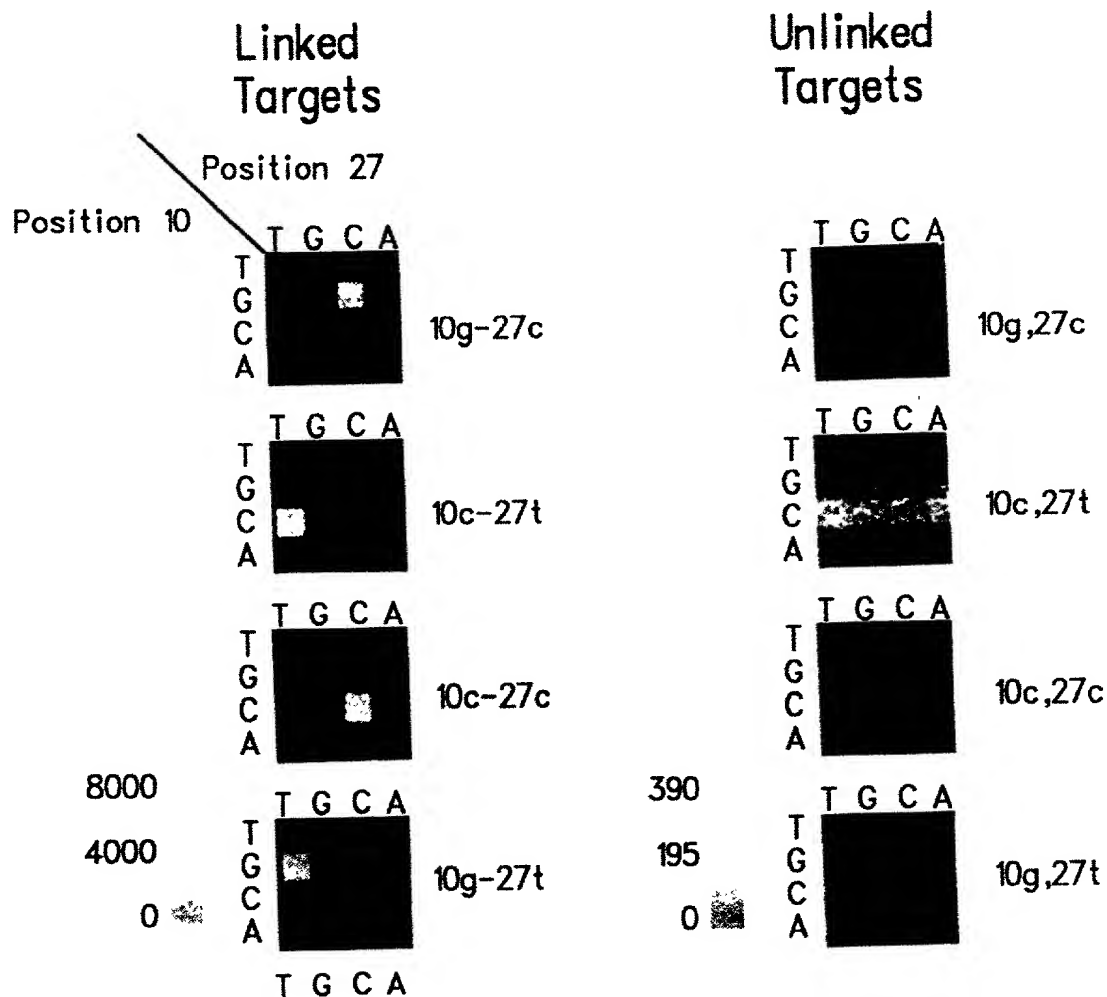 Linked
Targets
Unlinked
Targets
Position 27
Position 10
T G C A
T
G
C
A
10g-27c
T G C A
T
G
C
A
10g,27c
T G C A
T
G
C
A
10c-27t
T G C A
T
G
C
A
10c,27t
T G C A
T
G
C
A
10c-27c
T G C A
T
G
C
A
10c,27c
8000
4000
0
T G C A
T
G
C
A
10g-27t
T G C A
390
195
0
T G C A
T
G
C
A
10g,27t